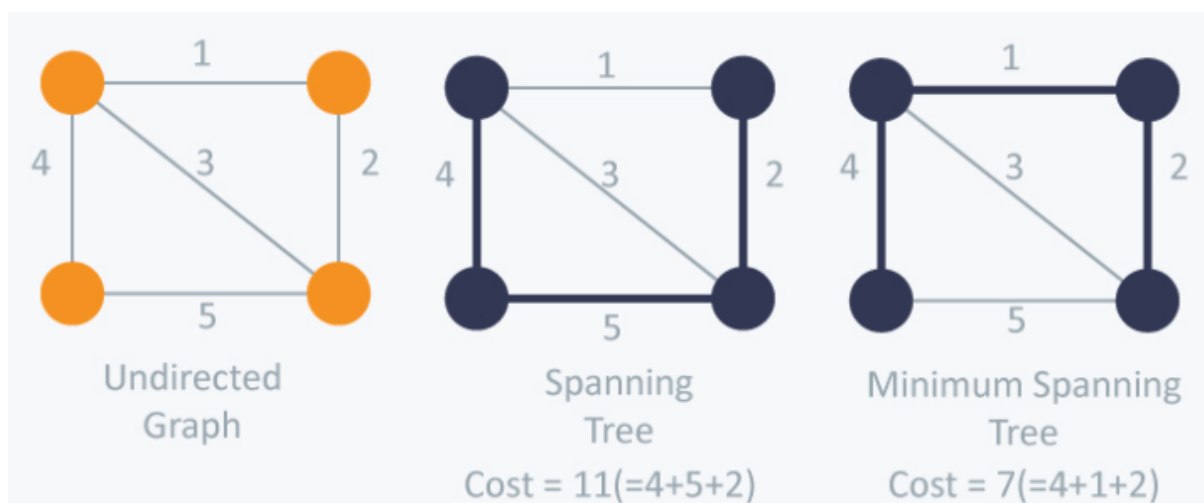 1
4
3
2
5
Undirected
Graph
1
4
3
2
5
Spanning
Tree
Cost = 11(=4+5+2)
1
4
3
2
5
Minimum Spanning
Tree
Cost = 7(=4+1+2)